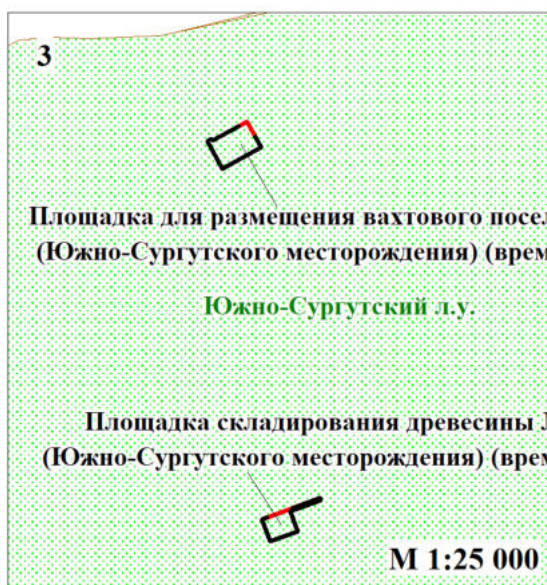 3
Площадка для размещения вахтового посел
(Южно-Сургутского месторождения) (врем
Южно-Сургутский л.у.
Площадка складирования древесины
(Южно-Сургутского месторождения) (врем
М 1:25 000